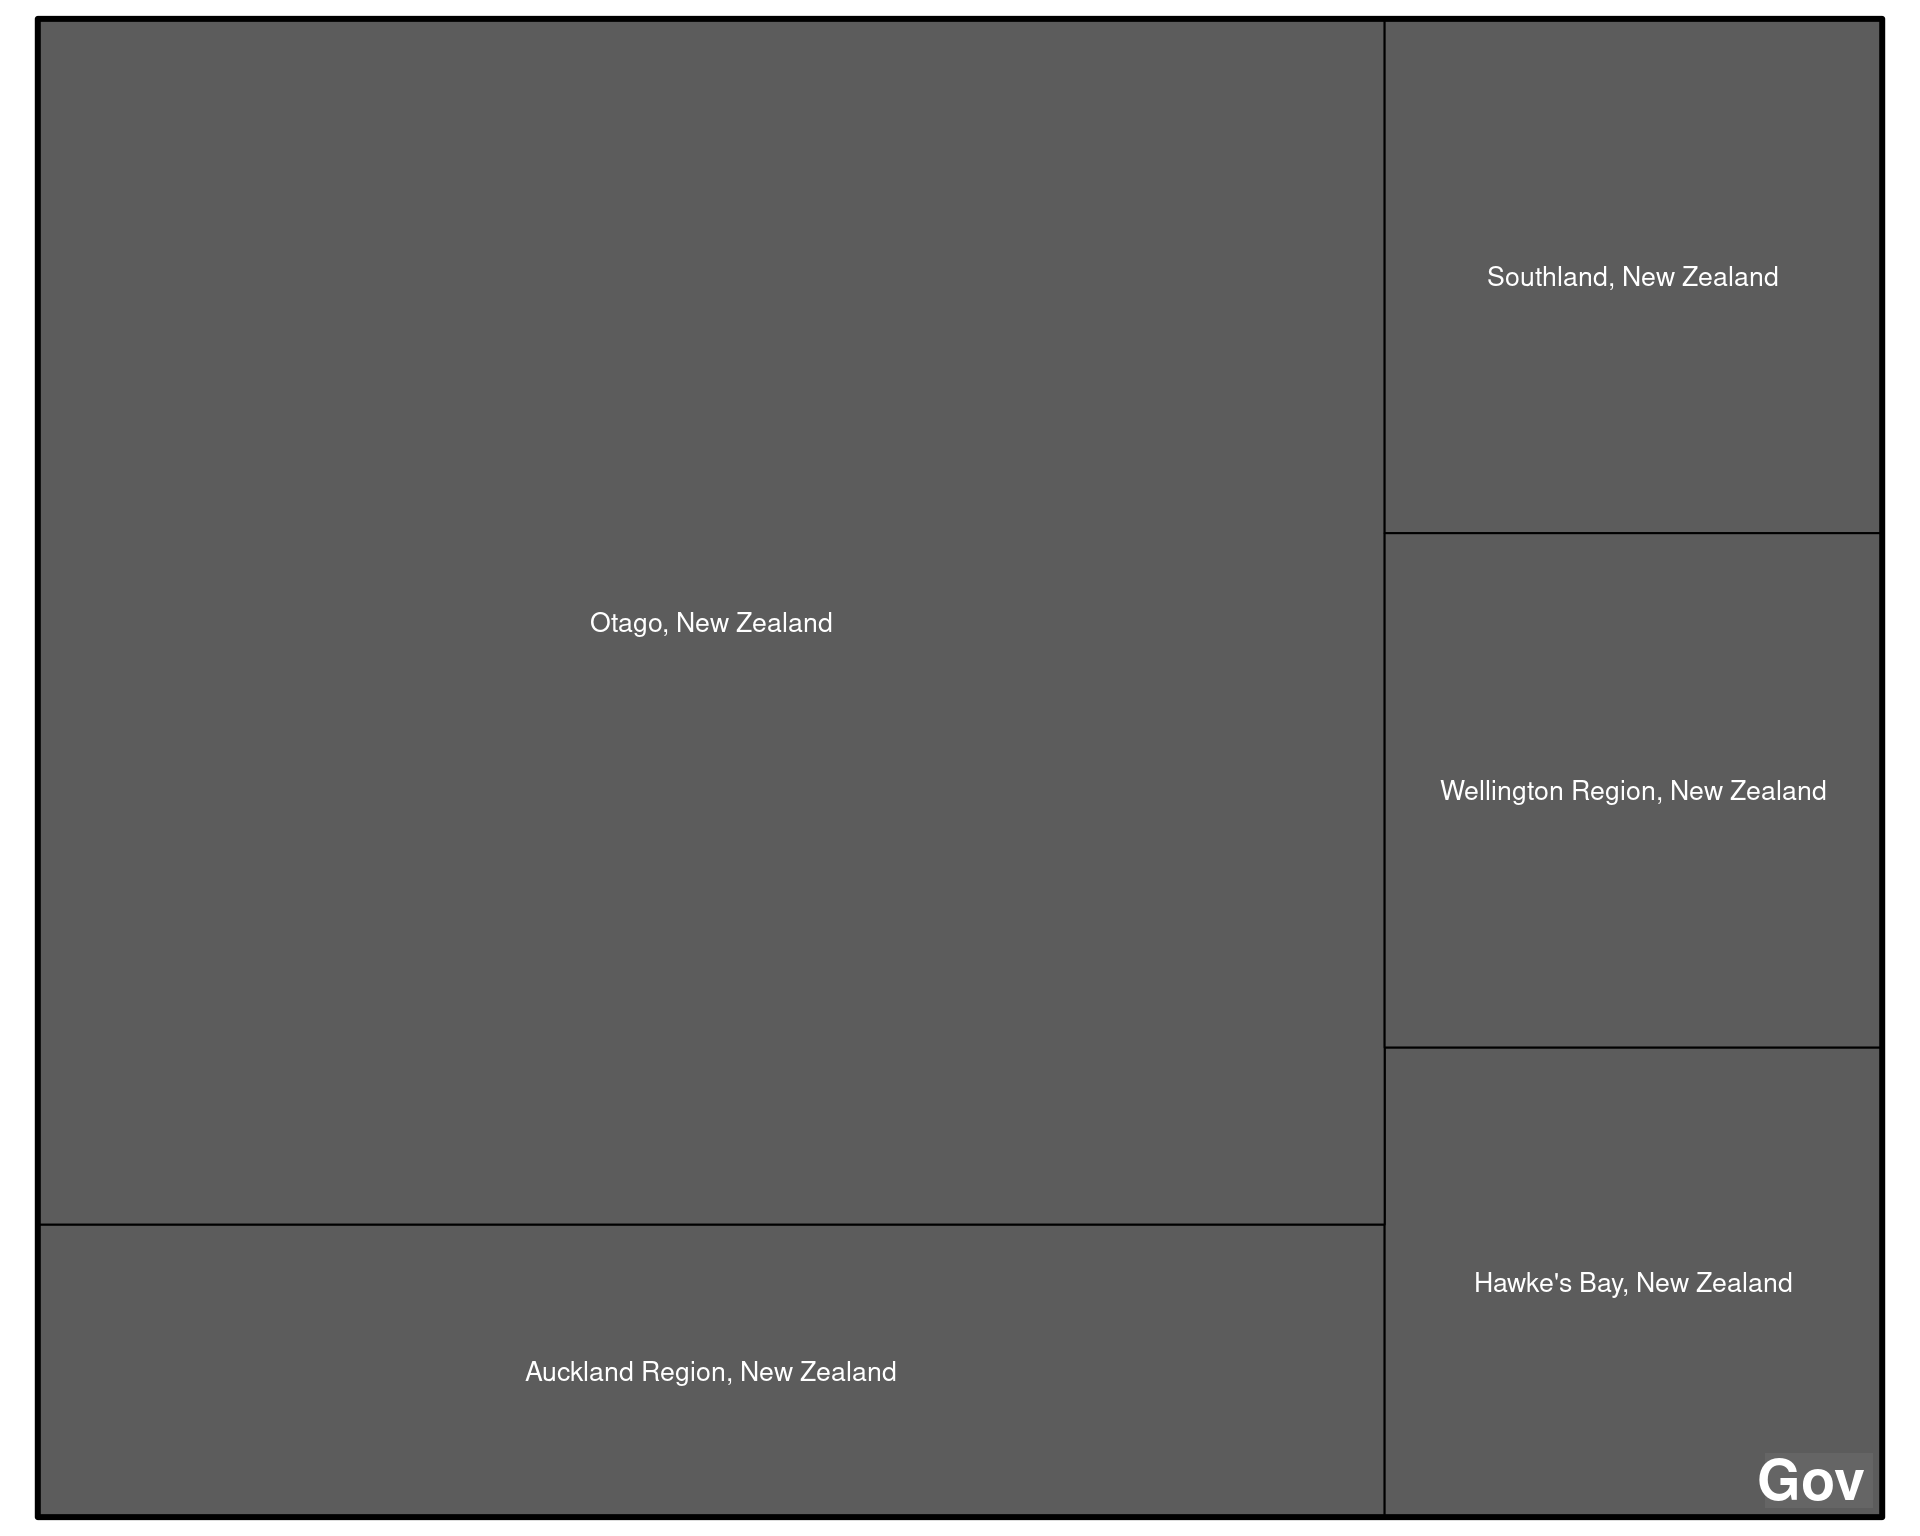 Otago, New Zealand
Auckland Region, New Zealand
Southland, New Zealand
Wellington Region, New Zealand
Hawke's Bay, New Zealand
Gov